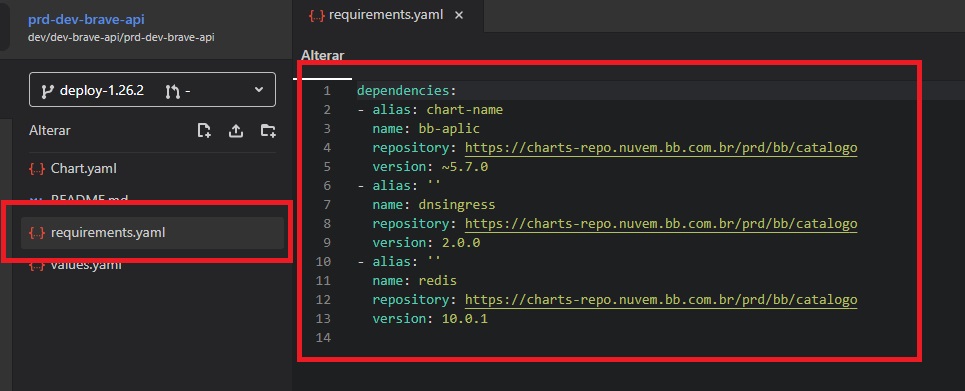 prd-dev-brave-api
dev/dev-brave-api/prd-dev-brave-api
deploy-1.26.2 -
Alterar
{..} Chart.yaml
README.md
{..} requirements.yaml
values.yaml
{..} requirements.yaml ×
Alterar
1 dependencies:
2 - alias: chart-name
3 name: bb-aplic
4 repository: https://charts-repo.nuvem.bb.com.br/prd/bb/catalogo
5 version: ~5.7.0
6 - alias: ''
7 name: dnsingress
8 repository: https://charts-repo.nuvem.bb.com.br/prd/bb/catalogo
9 version: 2.0.0
10 - alias: ''
11 name: redis
12 repository: https://charts-repo.nuvem.bb.com.br/prd/bb/catalogo
13 version: 10.0.1
14